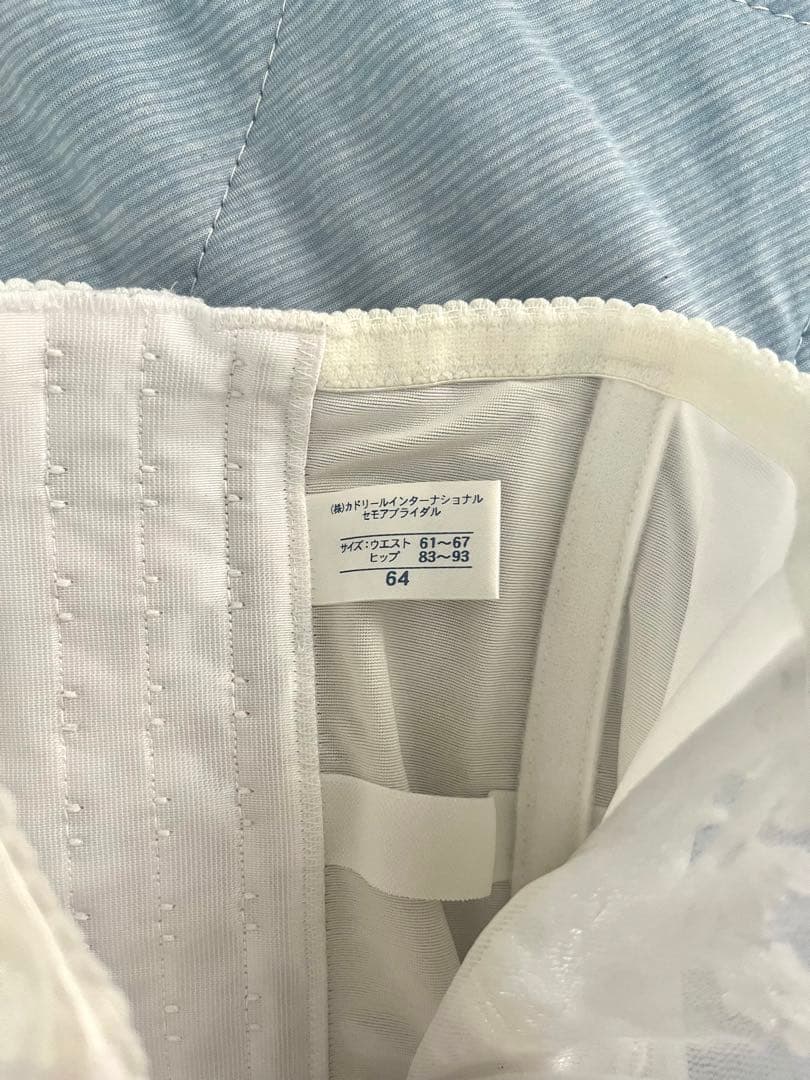 (株)カドリールインターナショナル
セモアブライダル
サイズ:ウエスト 61〜67
ヒップ 83〜93
64